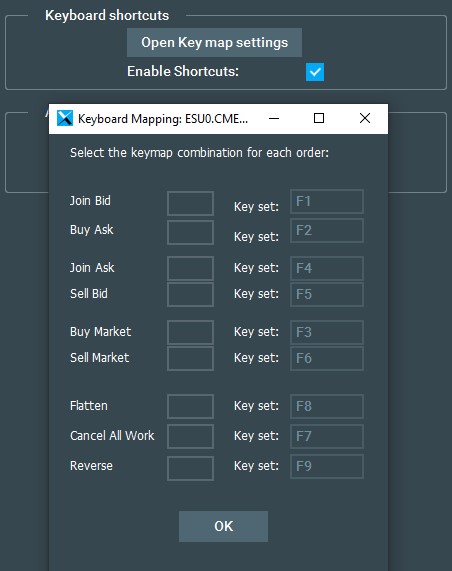 Keyboard shortcuts
Open Key map settings
Enable Shortcuts:
Keyboard Mapping: ESU0.CME...
Select the keymap combination for each order:
Join Bid Key set: F1
Buy Ask Key set: F2
Join Ask Key set: F4
Sell Bid Key set: F5
Buy Market Key set: F3
Sell Market Key set: F6
Flatten Key set: F8
Cancel All Work Key set: F7
Reverse Key set: F9
OK